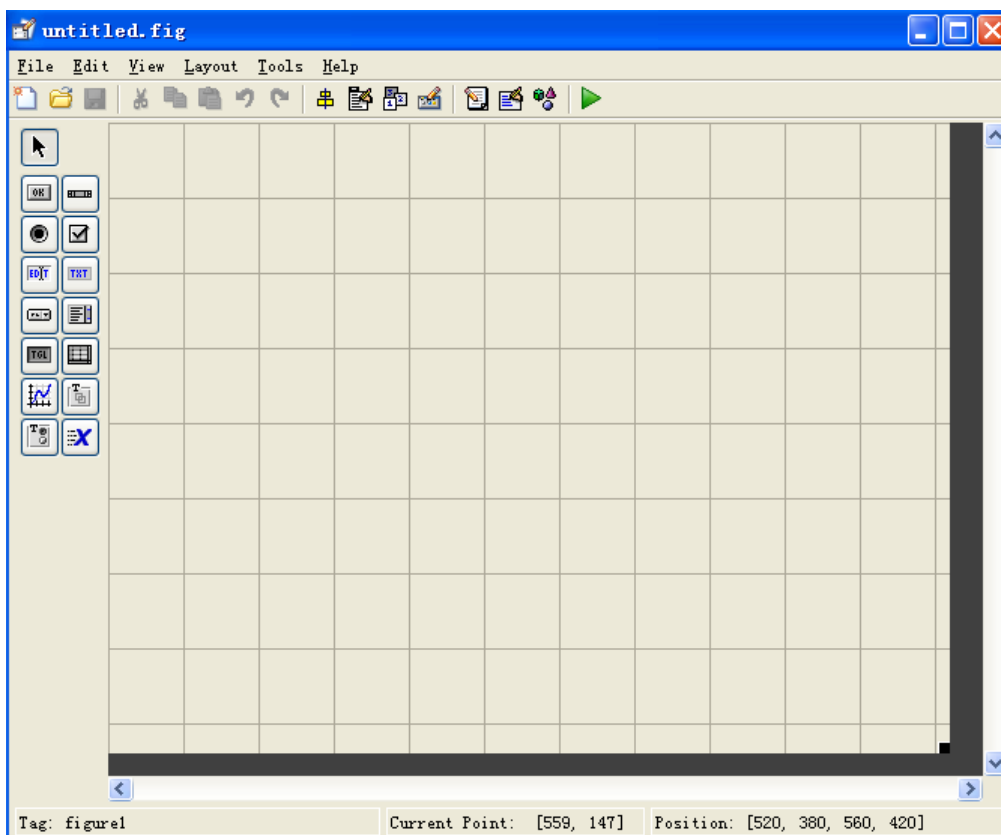 untitled.fig
File Edit View Layout Tools Help
OK
EDIT TXT
TGL
T
T X
Tag: figure1 Current Point: [559, 147] Position: [520, 380, 560, 420]